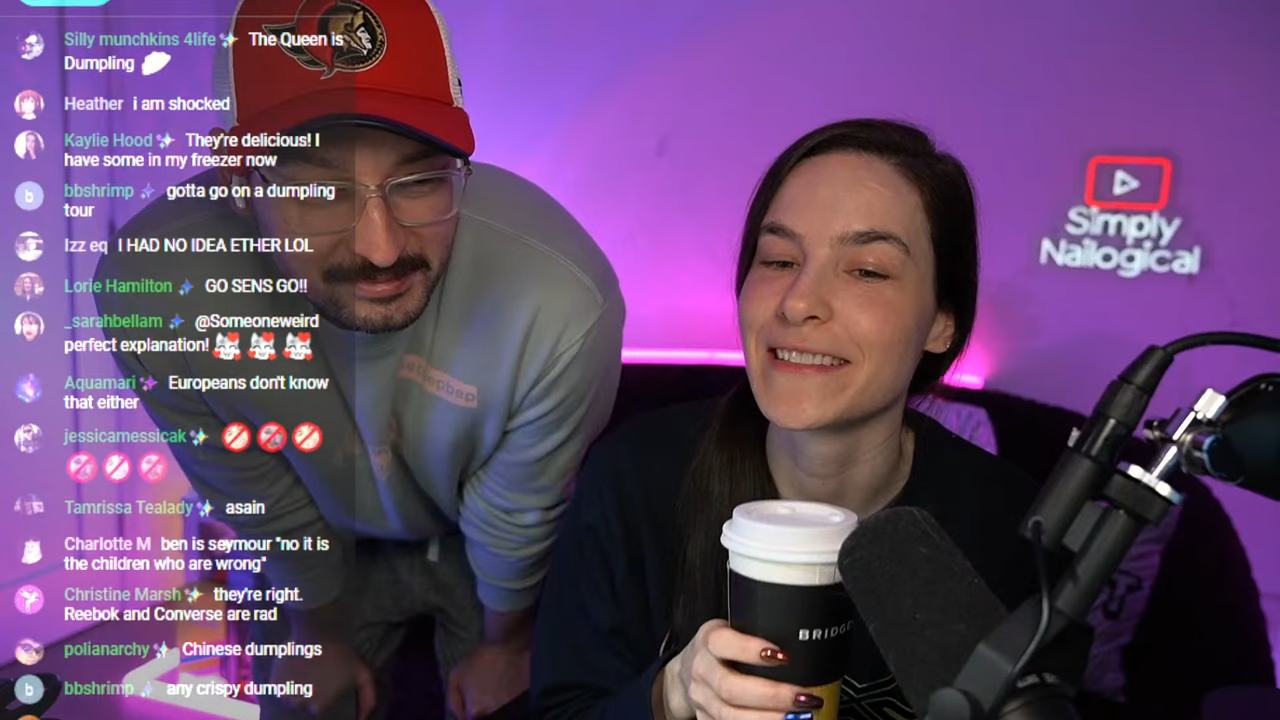 Silly munchkins 4life The Queen is
Dumpling
Heather i am shocked
Kaylie Hood They're delicious! I
have some in my freezer now
b bbshrimp gotta go on a dumpling
tour
Izz eq I HAD NO IDEA ETHER LOL
Lorie Hamilton GO SENS GO!!
_sarahbellam @Someoneweird
perfect explanation!
Aquamari Europeans don't know
that either
jessicamessicak
Tamrissa Tealady asain
Charlotte M ben is seymour "no it is
the children who are wrong"
Christine Marsh they're right.
Reebok and Converse are rad
polianarchy Chinese dumplings
b bbshrimp any crispy dumpling
Simply
Nailogical
BRIDGE